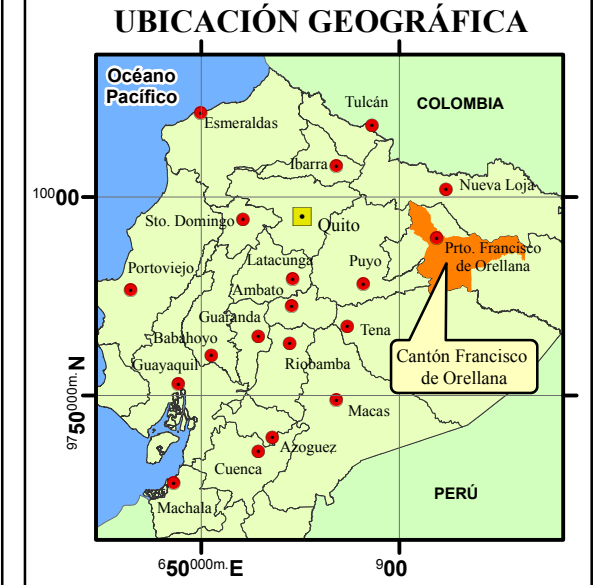 UBICACIÓN GEOGRÁFICA
Océano
Pacífico
Tulcán
COLOMBIA
Esmeraldas
Ibarra
Nueva Loja
10000
Sto. Domingo
Quito
Prto. Francisco
de Orellana
Latacunga
Puyo
Portoviejo
Ambato
Guaranda
Tena
Babahoyo
Riobamba
Cantón Francisco
de Orellana
Guayaquil
9750000m. N
Macas
Azoguez
Cuenca
PERÚ
Machala
650000m. E
900